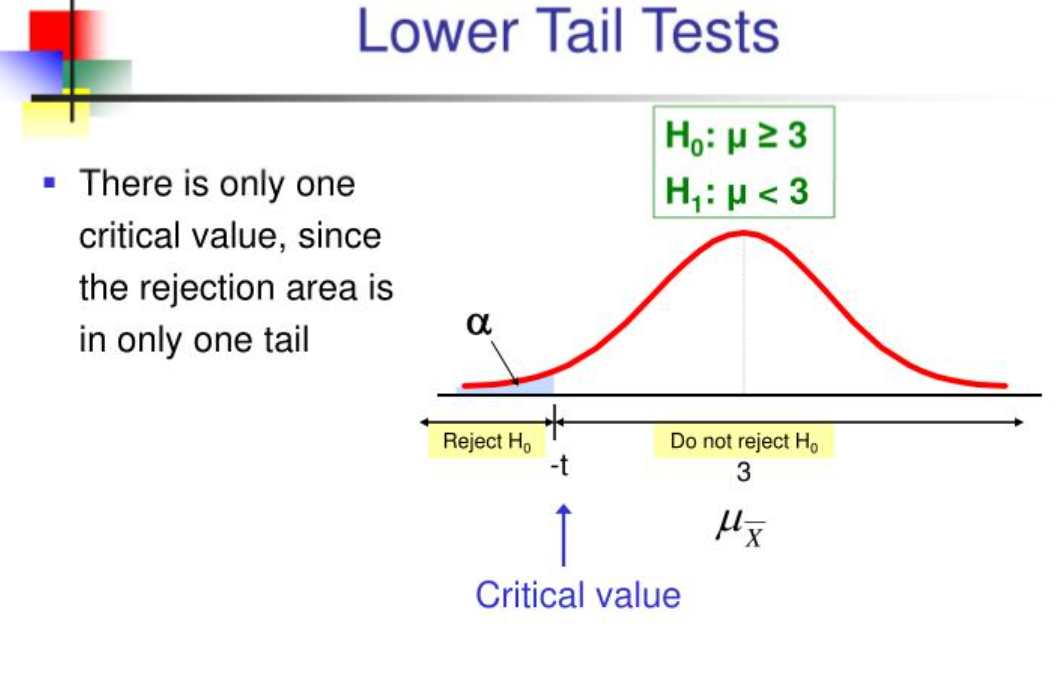 Lower Tail Tests
H₀: μ ≥ 3
H₁: μ < 3
▪ There is only one
critical value, since
the rejection area is
in only one tail
α
Reject H₀
Do not reject H₀
-t
3
μ_X̅
Critical value